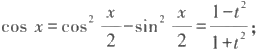 cos x = cos² x/2 − sin² x/2 = (1−t²)/(1+t²);